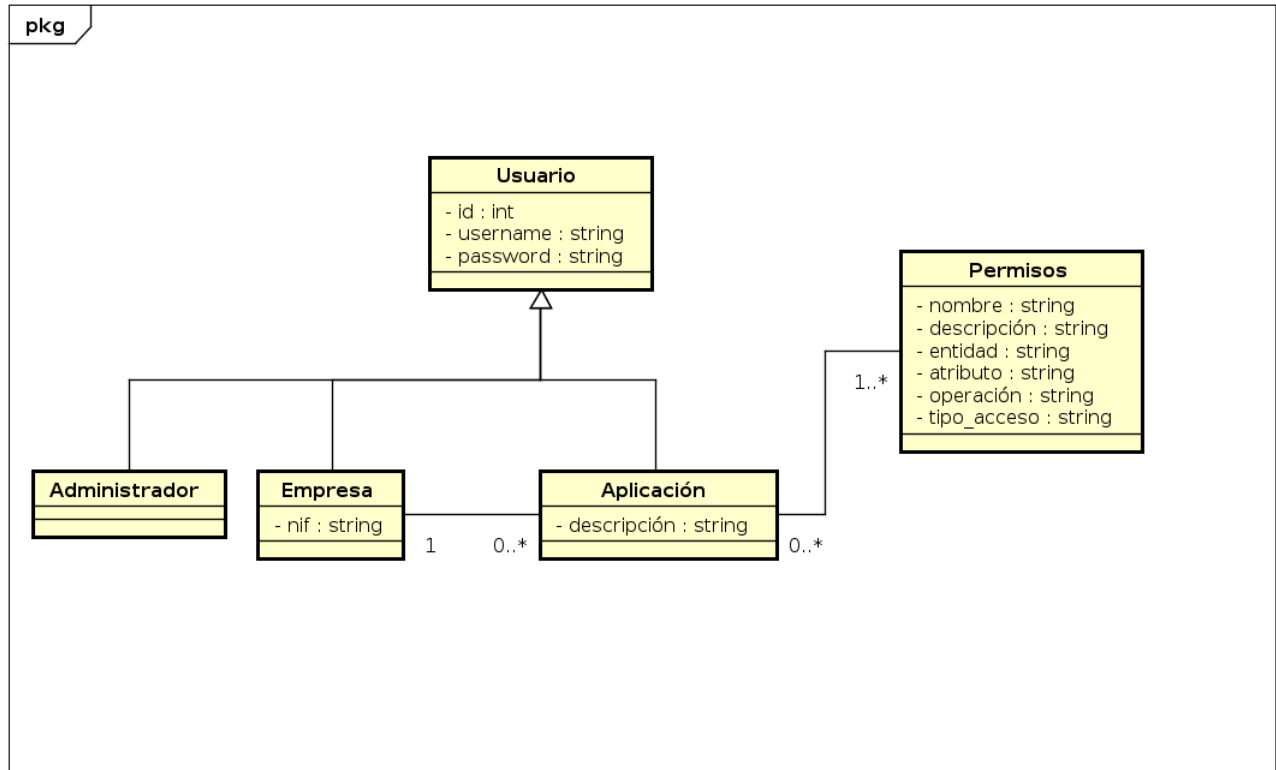 pkg
Usuario
- id : int
- username : string
- password : string
Permisos
- nombre : string
- descripción : string
- entidad : string
- atributo : string
- operación : string
- tipo_acceso : string
1..*
Administrador
Empresa
- nif : string
1
0..*
Aplicación
- descripción : string
0..*